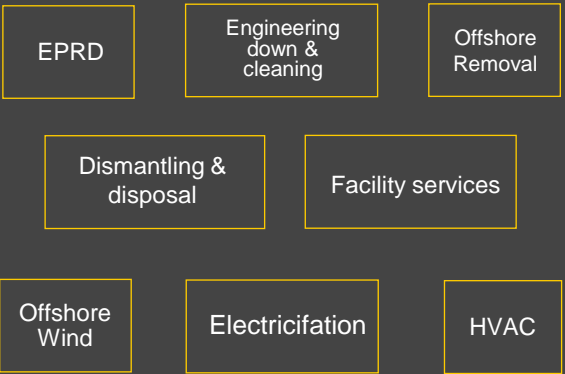 EPRD
Engineering
down &
cleaning
Offshore
Removal
Dismantling &
disposal
Facility services
Offshore
Wind
Electricifation
HVAC